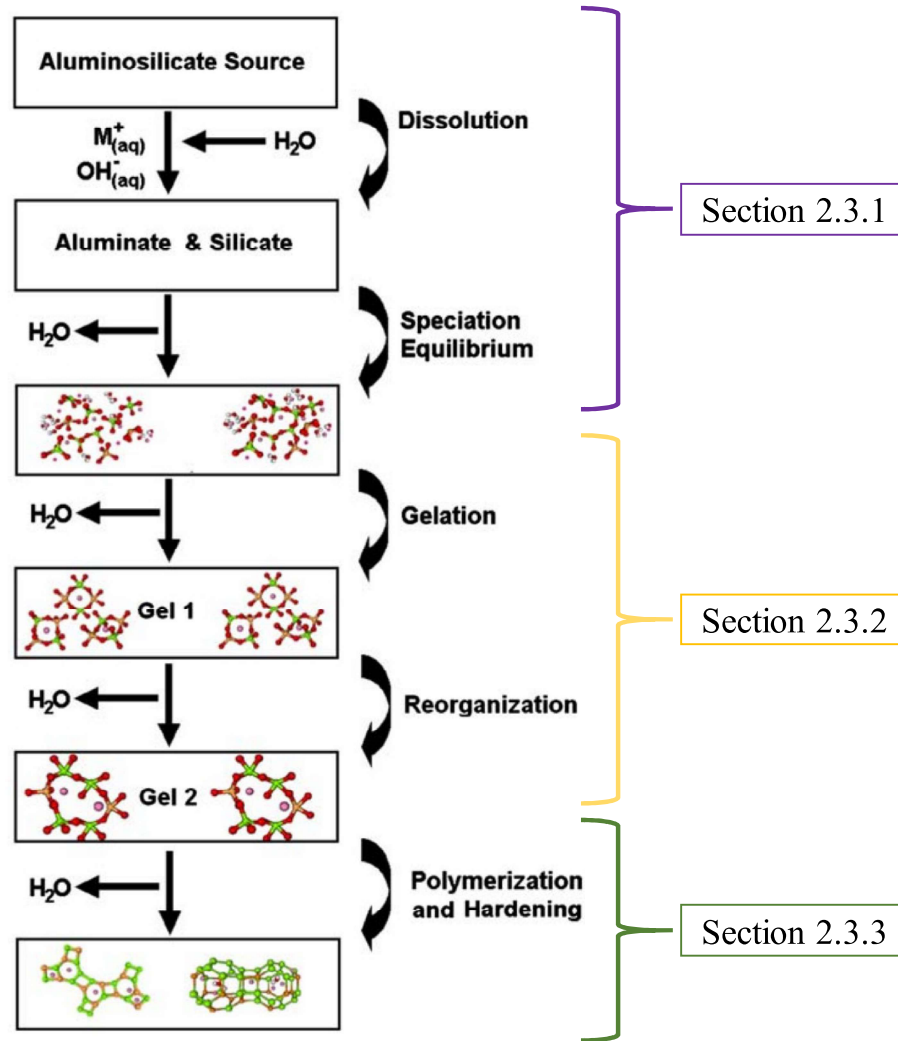 Aluminosilicate Source
M⁺(aq)
OH⁻(aq)
H₂O
Dissolution
Section 2.3.1
Aluminate & Silicate
H₂O
Speciation
Equilibrium
H₂O
Gelation
Gel 1
Section 2.3.2
H₂O
Reorganization
Gel 2
H₂O
Polymerization
and Hardening
Section 2.3.3